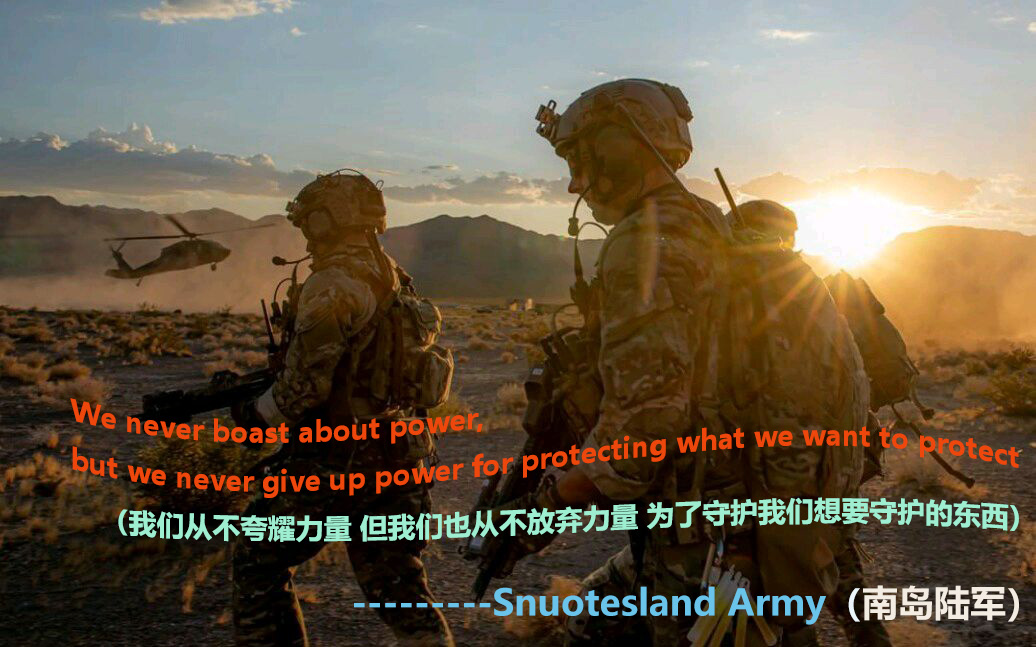 We never boast about power,
but we never give up power for protecting what we want to protect
（我们从不夸耀力量 但我们也从不放弃力量 为了守护我们想要守护的东西）
---------Snuotesland Army（南岛陆军）